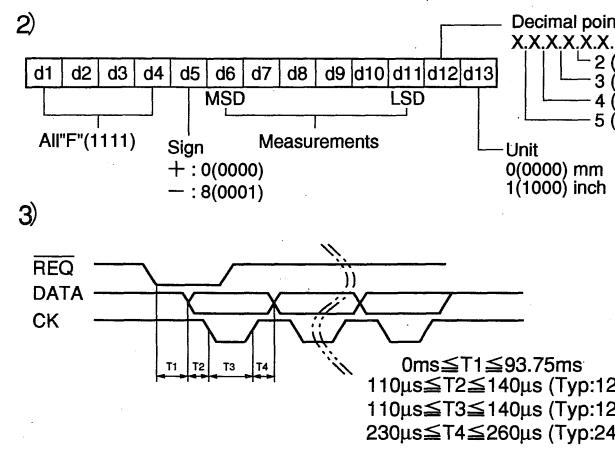 2)
Decimal poin
X.X.X.X.X.X.
2 (
3 (
4 (
5 (
d1 d2 d3 d4 d5 d6 d7 d8 d9 d10 d11 d12 d13
MSD LSD
All"F"(1111)
Measurements
Sign
+ : 0(0000)
− : 8(0001)
Unit
0(0000) mm
1(1000) inch
3)
REQ
DATA
CK
T1 T2 T3 T4
0ms≦T1≦93.75ms
110μs≦T2≦140μs (Typ:12
110μs≦T3≦140μs (Typ:12
230μs≦T4≦260μs (Typ:24